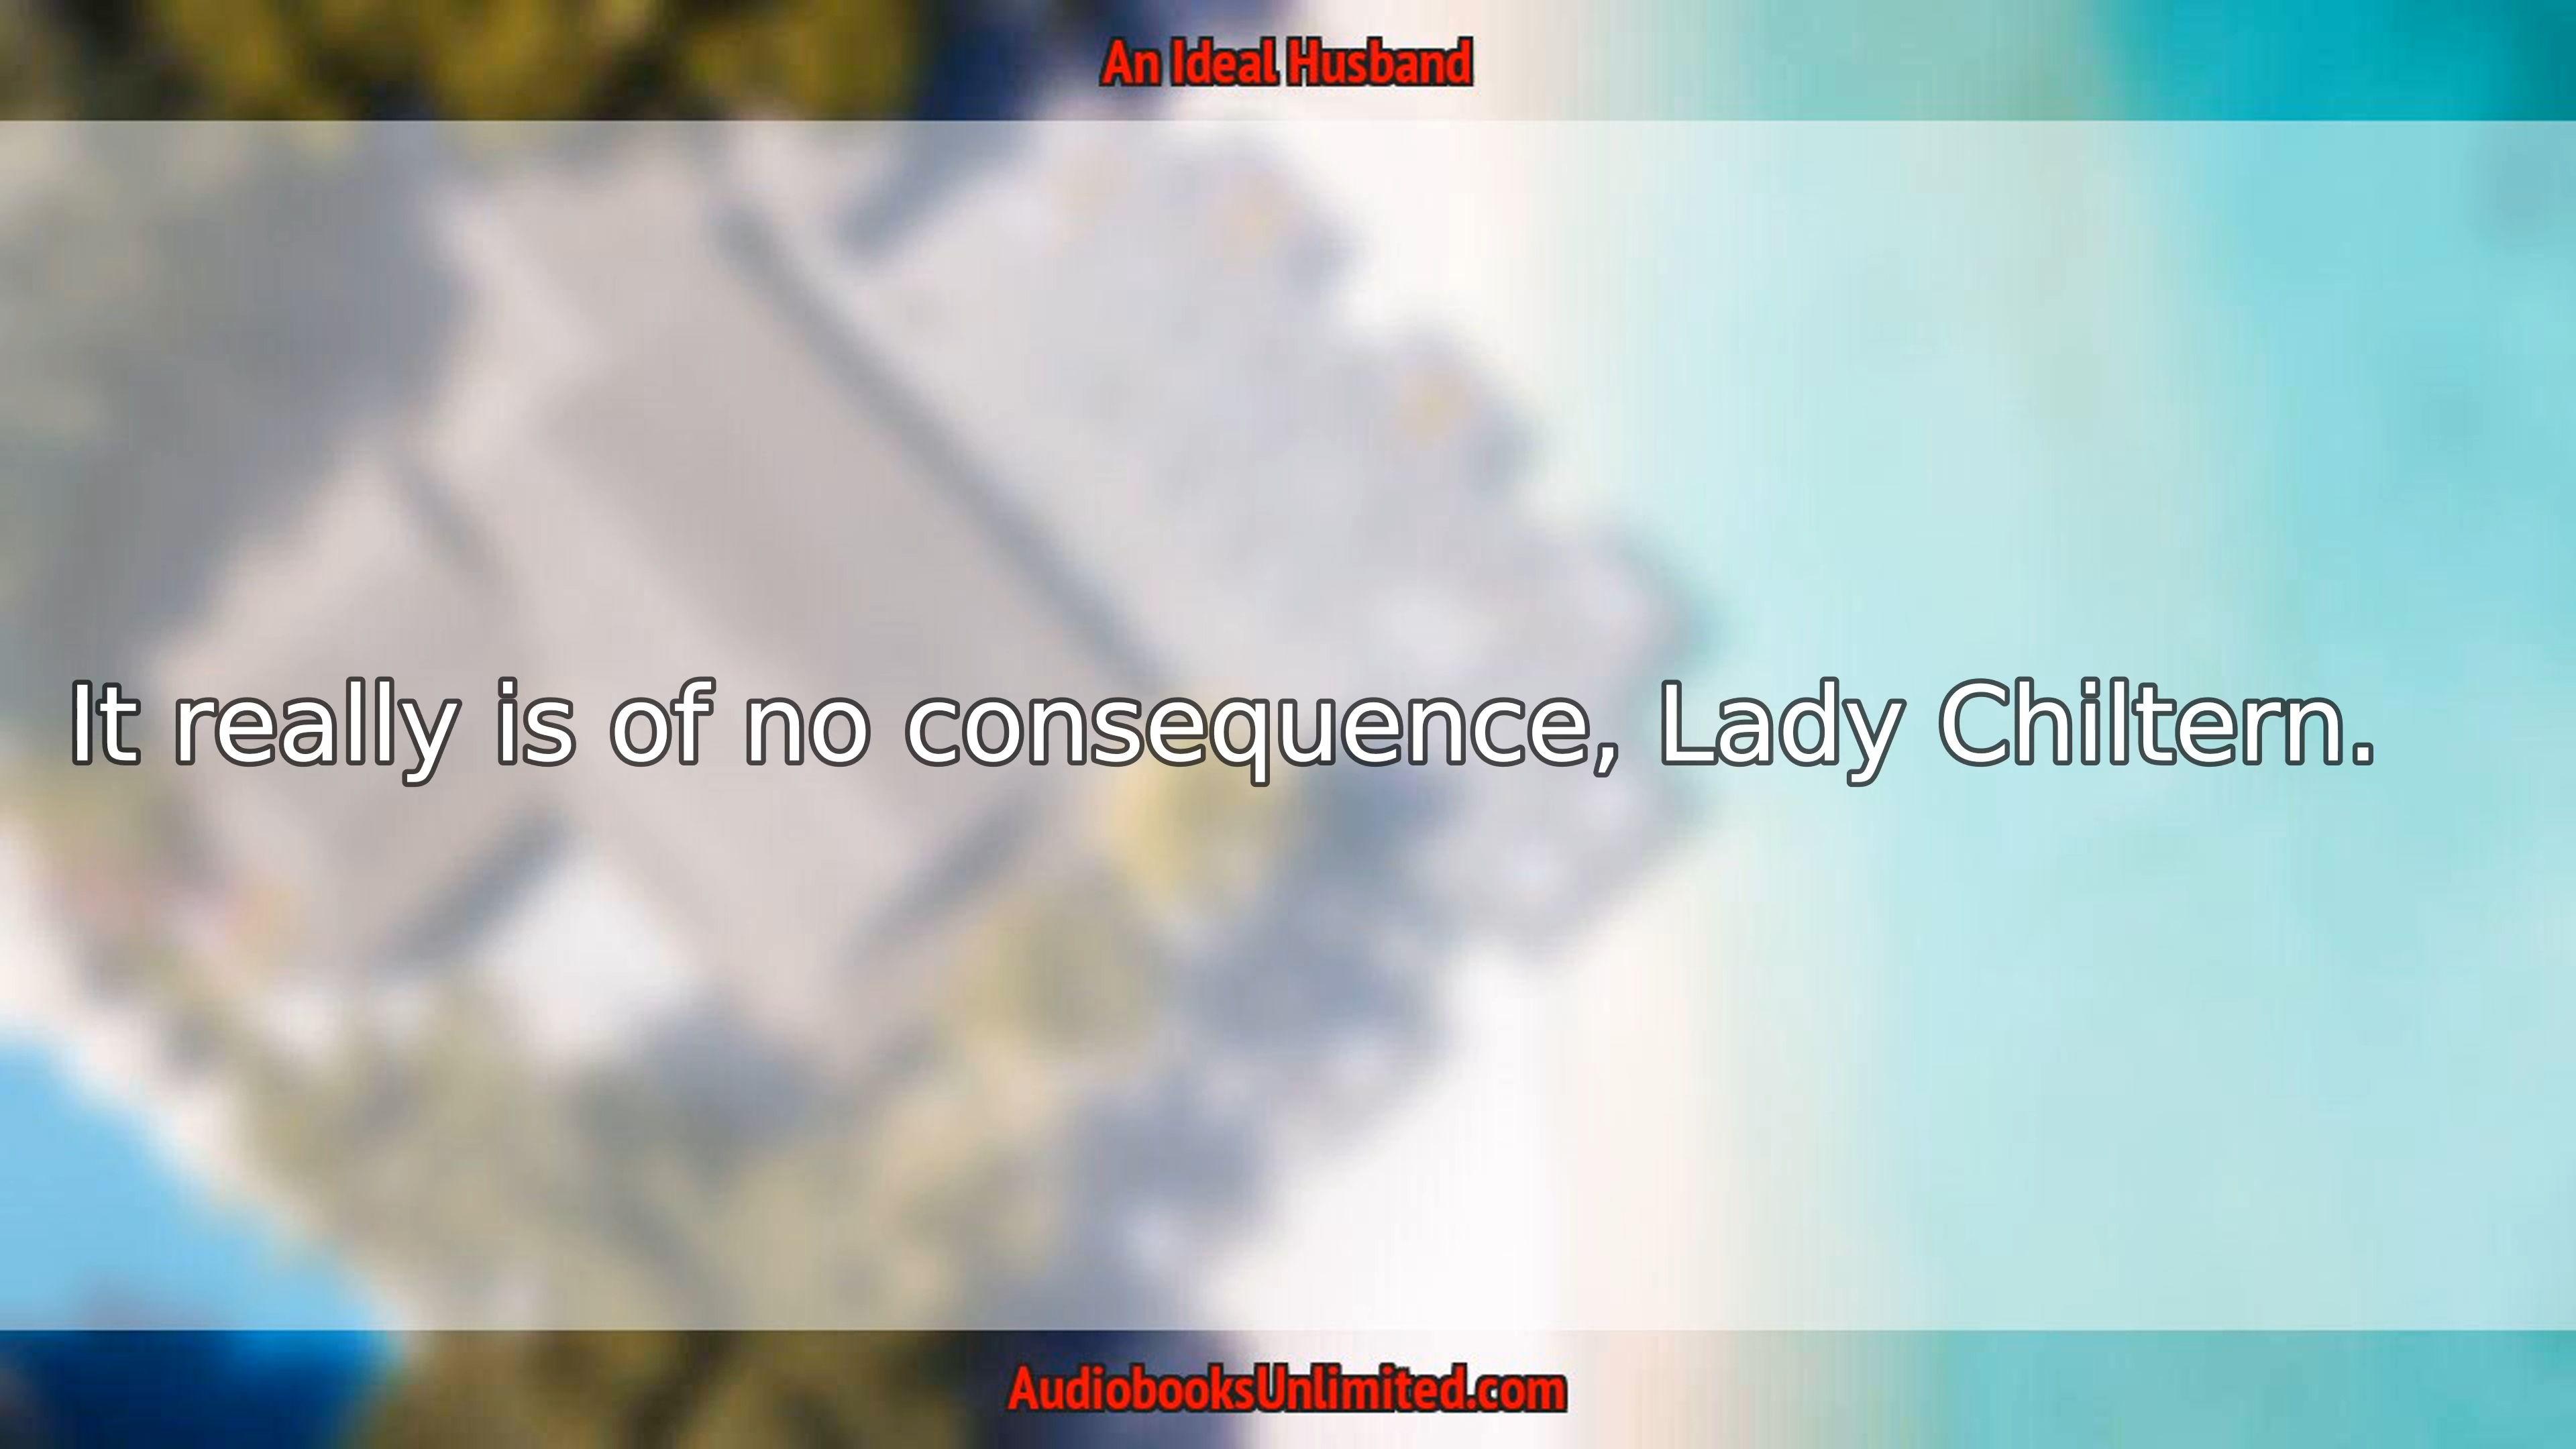 An Ideal Husband
It really is of no consequence, Lady Chiltern.
AudiobooksUnlimited.com